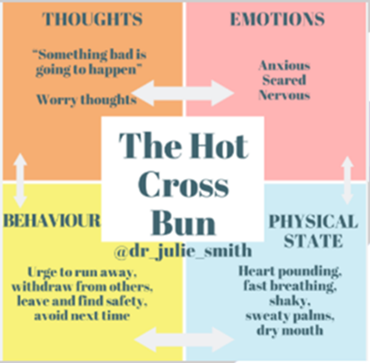 THOUGHTS
"Something bad is
going to happen"
Worry thoughts
EMOTIONS
Anxious
Scared
Nervous
The Hot
Cross
Bun
@dr_julie_smith
BEHAVIOUR
Urge to run away,
withdraw from others,
leave and find safety,
avoid next time
PHYSICAL
STATE
Heart pounding,
fast breathing,
shaky,
sweaty palms,
dry mouth